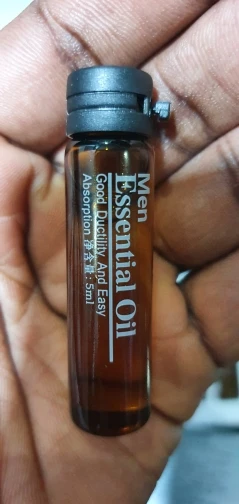 Men
Essential Oil
Good Ductility And Easy
Absorption 净含量:5ml